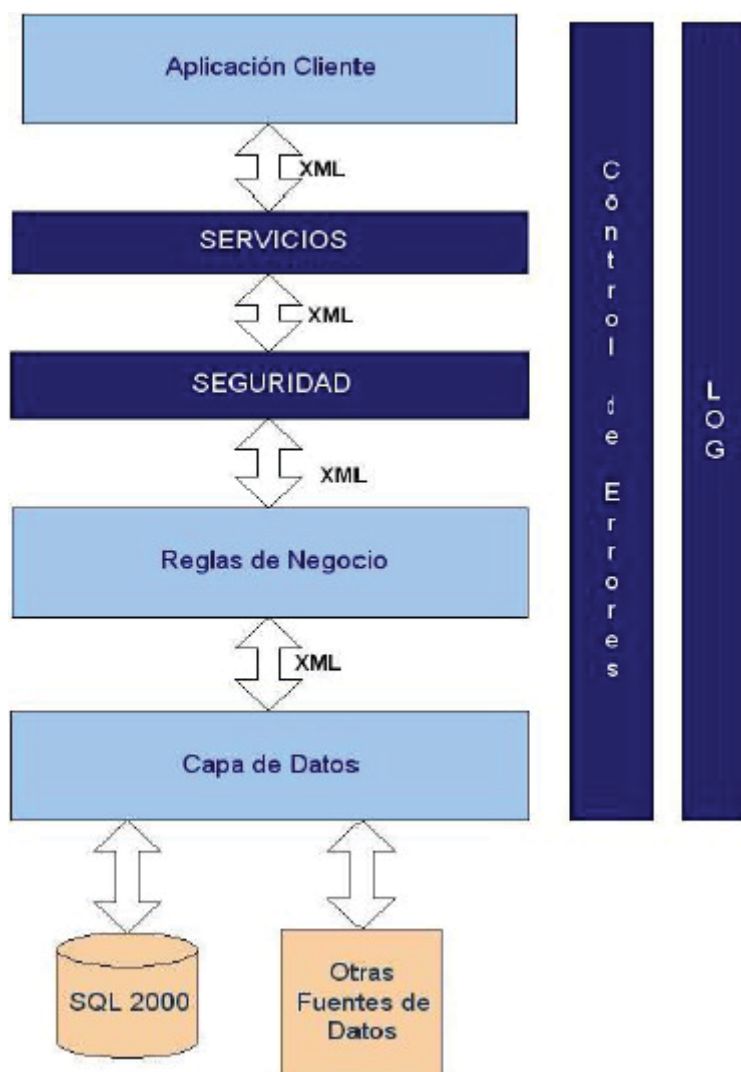 Aplicación Cliente
XML
SERVICIOS
XML
SEGURIDAD
XML
Reglas de Negocio
XML
Capa de Datos
SQL 2000
Otras
Fuentes de
Datos
Control de Errores
LOG